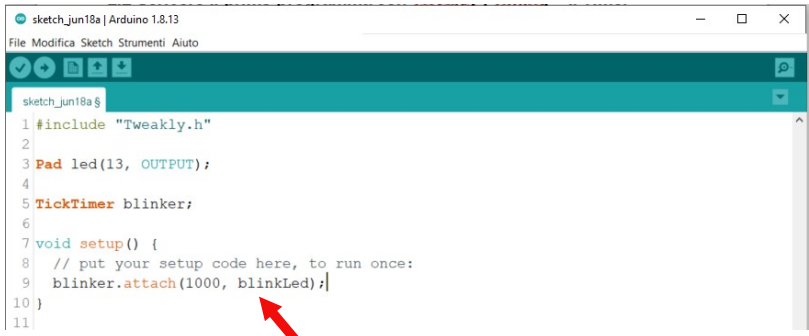 sketch_jun18a | Arduino 1.8.13
File Modifica Sketch Strumenti Aiuto
sketch_jun18a §
1 #include "Tweakly.h"
2
3 Pad led(13, OUTPUT);
4
5 TickTimer blinker;
6
7 void setup() {
8   // put your setup code here, to run once:
9   blinker.attach(1000, blinkLed);
10 }
11